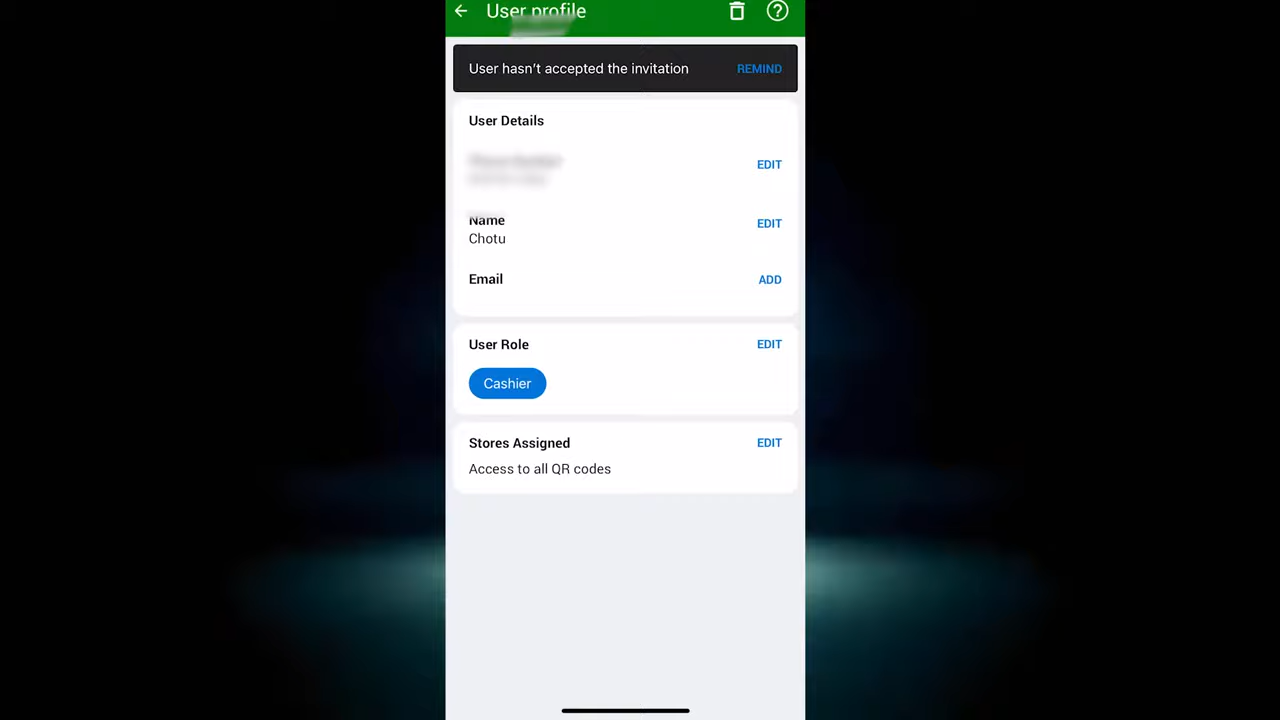 User profile
User hasn't accepted the invitation REMIND
User Details
EDIT
Name EDIT
Chotu
Email ADD
User Role EDIT
Cashier
Stores Assigned EDIT
Access to all QR codes